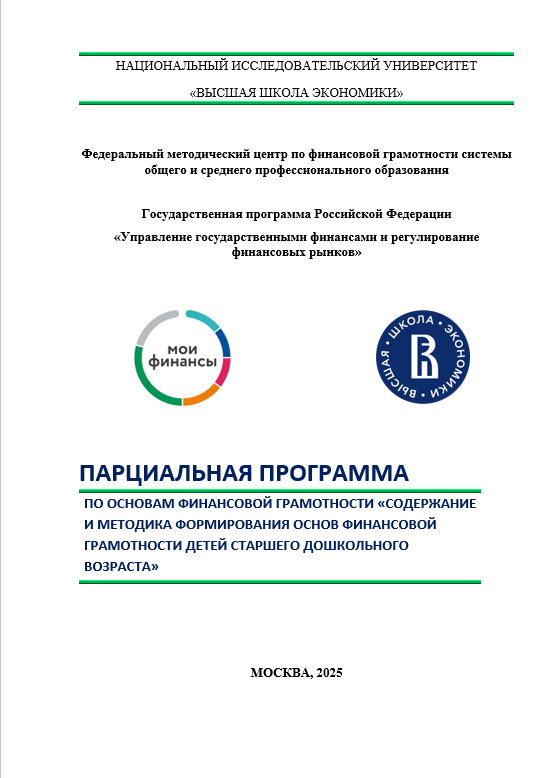 НАЦИОНАЛЬНЫЙ ИССЛЕДОВАТЕЛЬСКИЙ УНИВЕРСИТЕТ
«ВЫСШАЯ ШКОЛА ЭКОНОМИКИ»
Федеральный методический центр по финансовой грамотности системы
общего и среднего профессионального образования
Государственная программа Российской Федерации
«Управление государственными финансами и регулирование
финансовых рынков»
мои
финансы
ВЫСШАЯ • ШКОЛА • ЭКОНОМИКИ •
ПАРЦИАЛЬНАЯ ПРОГРАММА
ПО ОСНОВАМ ФИНАНСОВОЙ ГРАМОТНОСТИ «СОДЕРЖАНИЕ
И МЕТОДИКА ФОРМИРОВАНИЯ ОСНОВ ФИНАНСОВОЙ
ГРАМОТНОСТИ ДЕТЕЙ СТАРШЕГО ДОШКОЛЬНОГО
ВОЗРАСТА»
МОСКВА, 2025